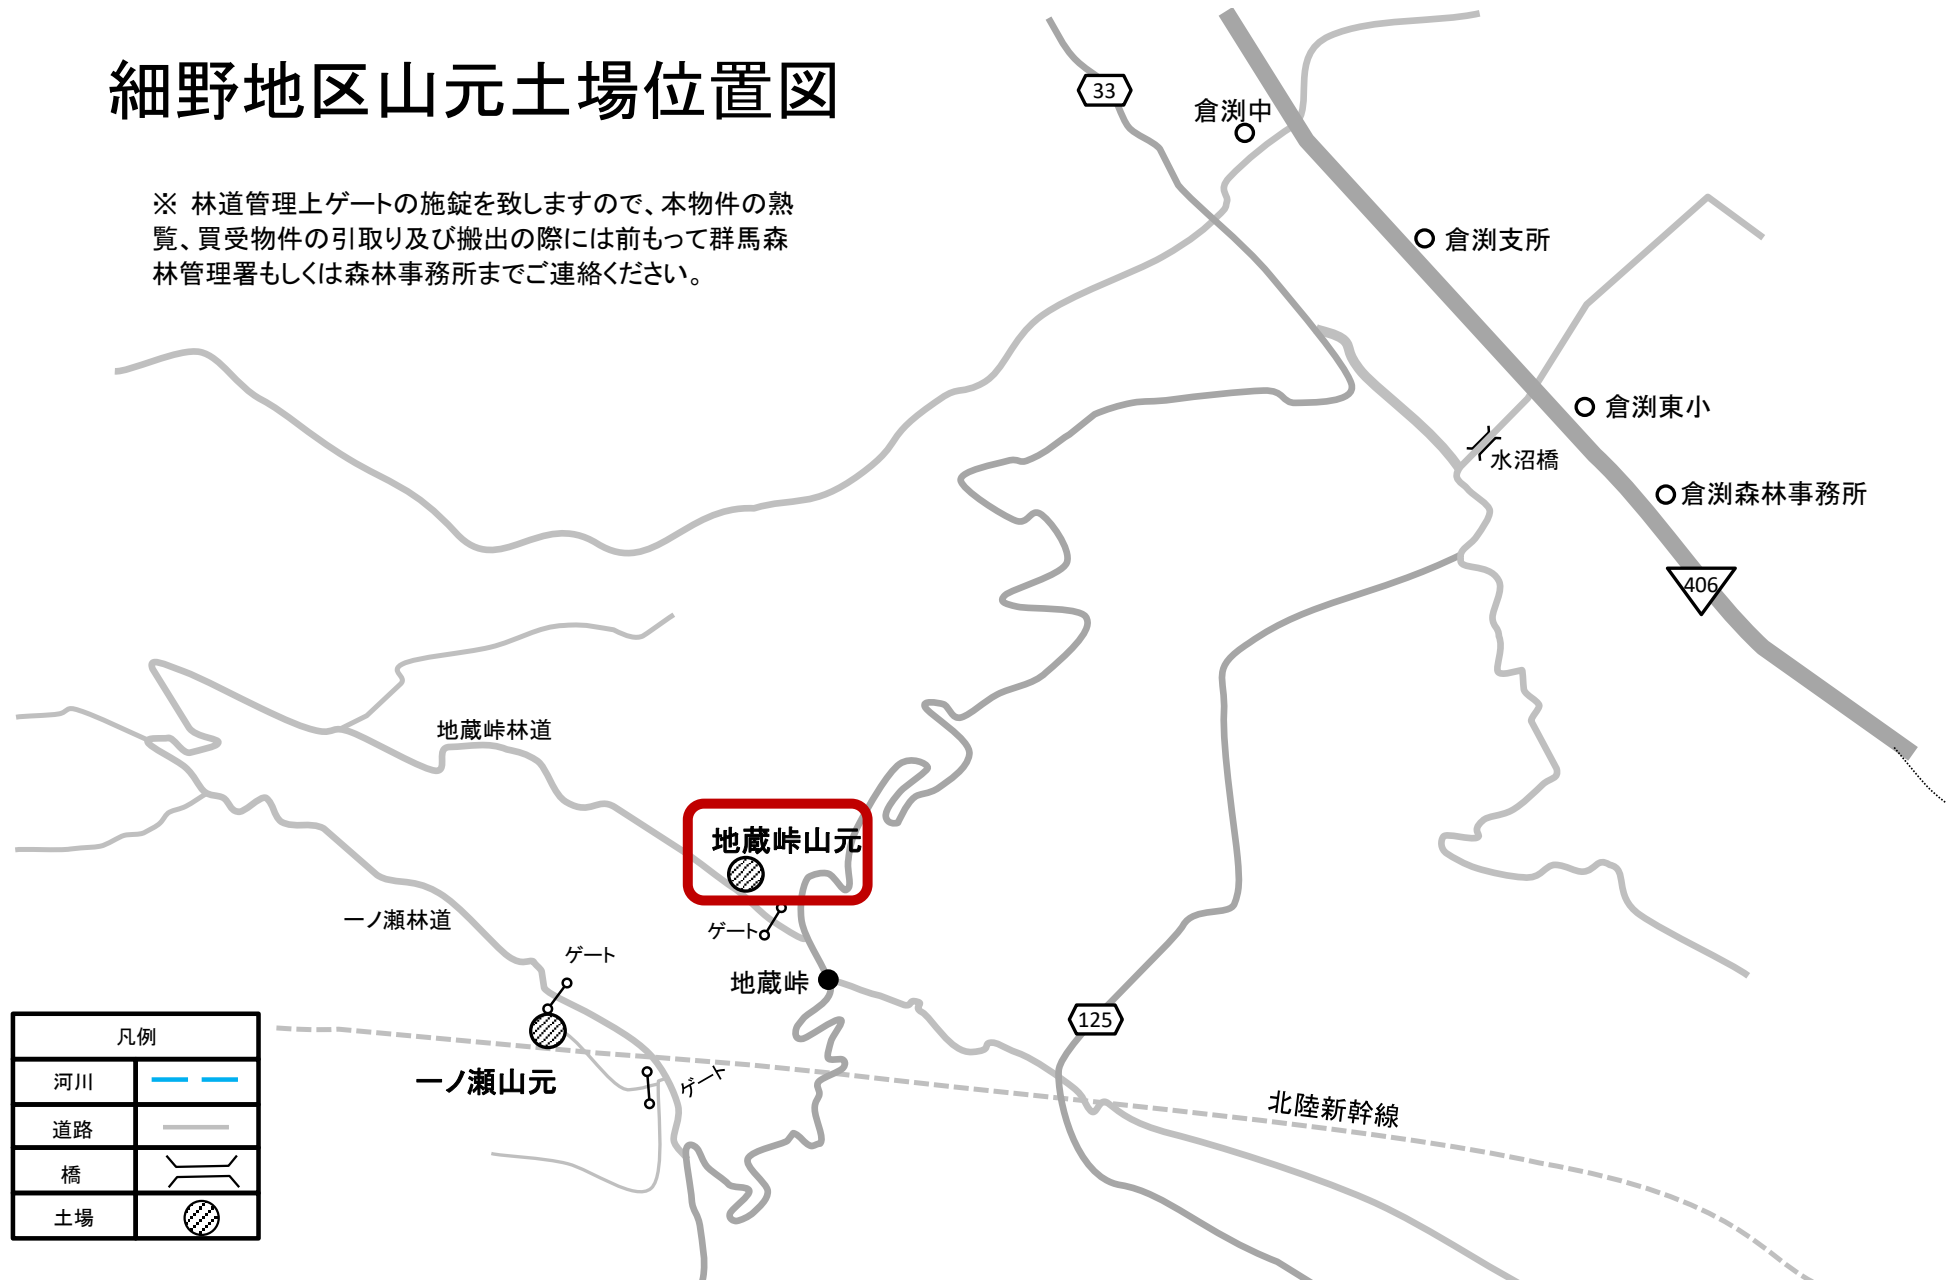 細野地区山元土場位置図
※ 林道管理上ゲートの施錠を致しますので、本物件の熟
覧、買受物件の引取り及び搬出の際には前もって群馬森
林管理署もしくは森林事務所までご連絡ください。
33
倉渕中
倉渕支所
倉渕東小
水沼橋
倉渕森林事務所
406
地蔵峠林道
地蔵峠山元
一ノ瀬林道
ゲート
ゲート
地蔵峠
125
一ノ瀬山元
ゲート
北陸新幹線
凡例
河川
道路
橋
土場